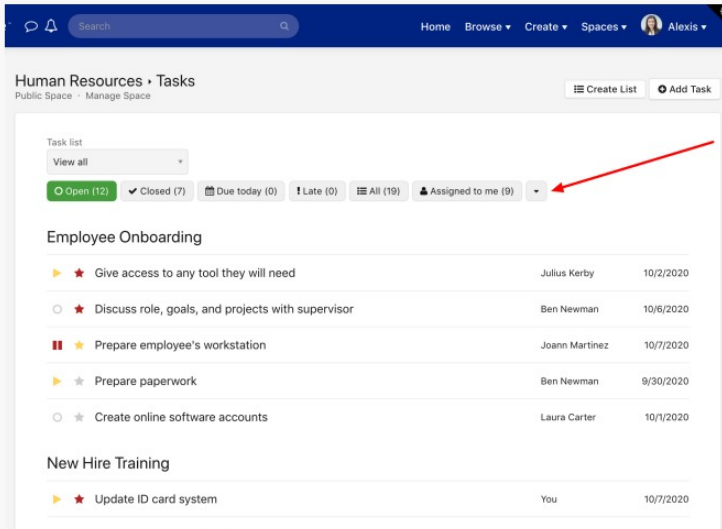 Search
Home Browse Create Spaces Alexis
Human Resources › Tasks
Public Space · Manage Space
Create List
Add Task
Task list
View all
Open (12) Closed (7) Due today (0) Late (0) All (19) Assigned to me (9)
Employee Onboarding
Give access to any tool they will need Julius Kerby 10/2/2020
Discuss role, goals, and projects with supervisor Ben Newman 10/6/2020
Prepare employee's workstation Joann Martinez 10/7/2020
Prepare paperwork Ben Newman 9/30/2020
Create online software accounts Laura Carter 10/1/2020
New Hire Training
Update ID card system You 10/7/2020